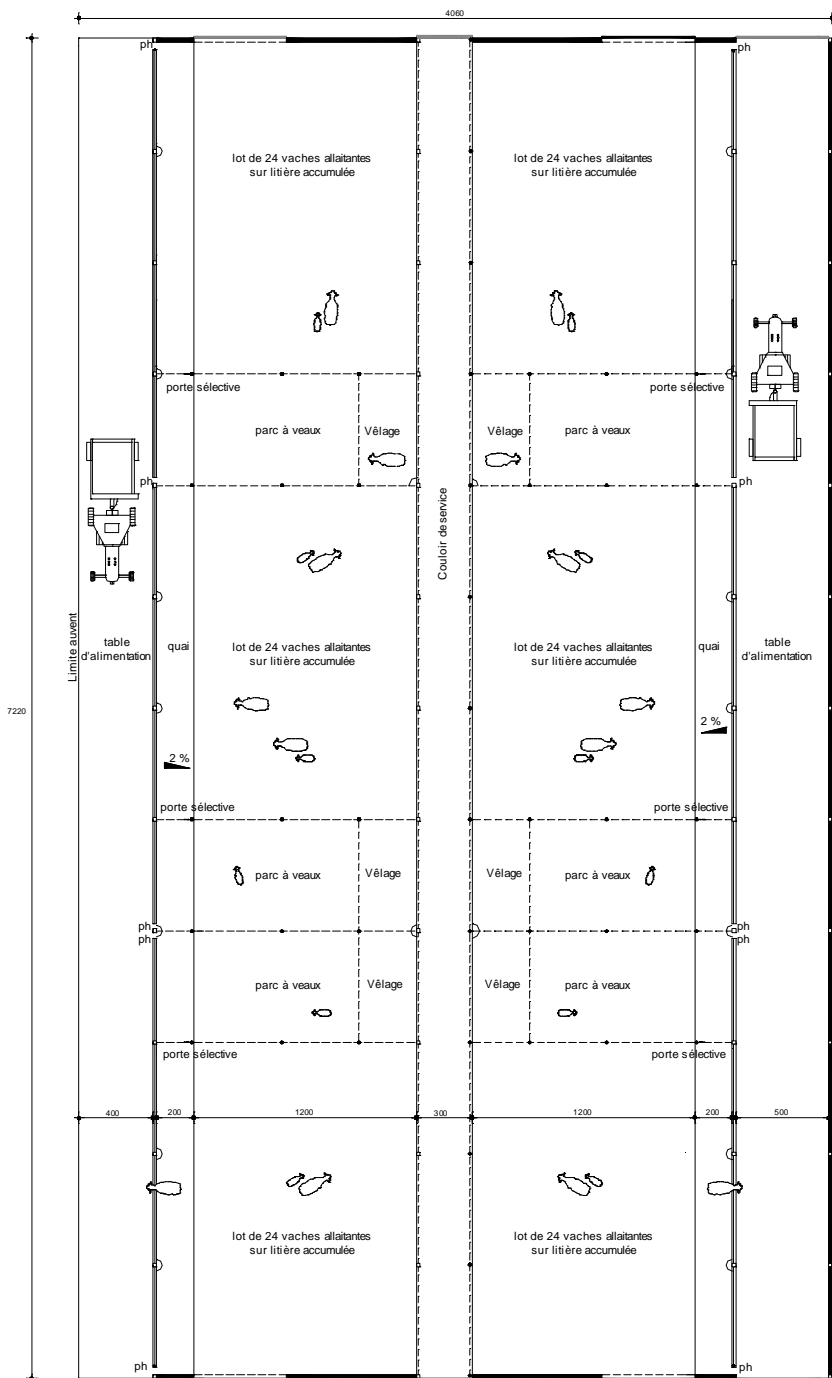 4060
ph
ph
lot de 24 vaches allaitantes
sur litière accumulée
lot de 24 vaches allaitantes
sur litière accumulée
porte sélective
porte sélective
parc à veaux
Vêlage
Vêlage
parc à veaux
ph
ph
Couloir de service
Limite auvent
table
d'alimentation
quai
lot de 24 vaches allaitantes
sur litière accumulée
lot de 24 vaches allaitantes
sur litière accumulée
quai
table
d'alimentation
7220
2 %
2 %
porte sélective
porte sélective
parc à veaux
Vêlage
Vêlage
parc à veaux
ph
ph
ph
ph
parc à veaux
Vêlage
Vêlage
parc à veaux
porte sélective
porte sélective
400
200
1200
300
1200
200
500
lot de 24 vaches allaitantes
sur litière accumulée
lot de 24 vaches allaitantes
sur litière accumulée
ph
ph